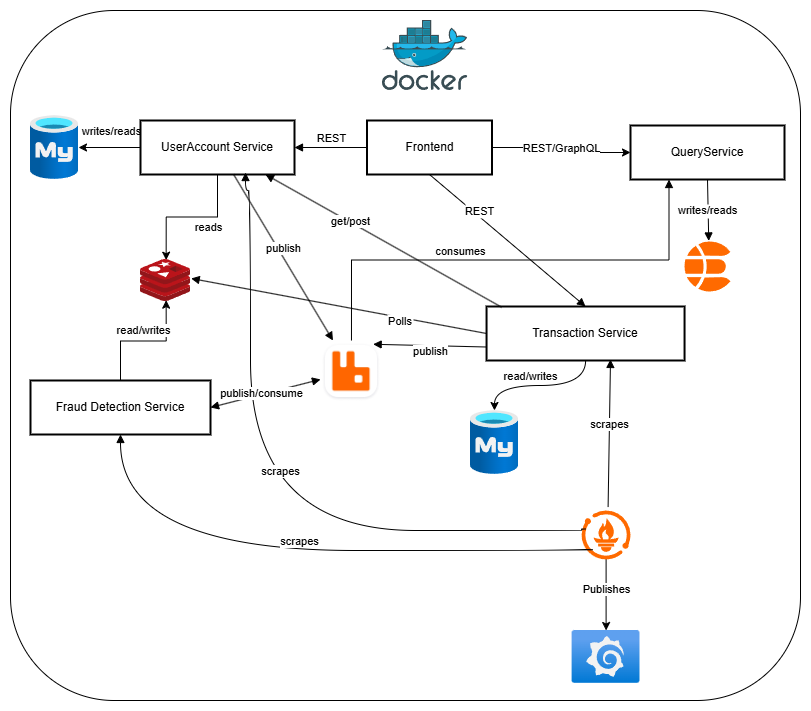 docker
writes/reads
My
UserAccount Service
REST
Frontend
REST/GraphQL
QueryService
writes/reads
get/post
REST
reads
publish
consumes
Polls
Transaction Service
read/writes
publish
Fraud Detection Service
publish/consume
read/writes
My
scrapes
scrapes
scrapes
Publishes